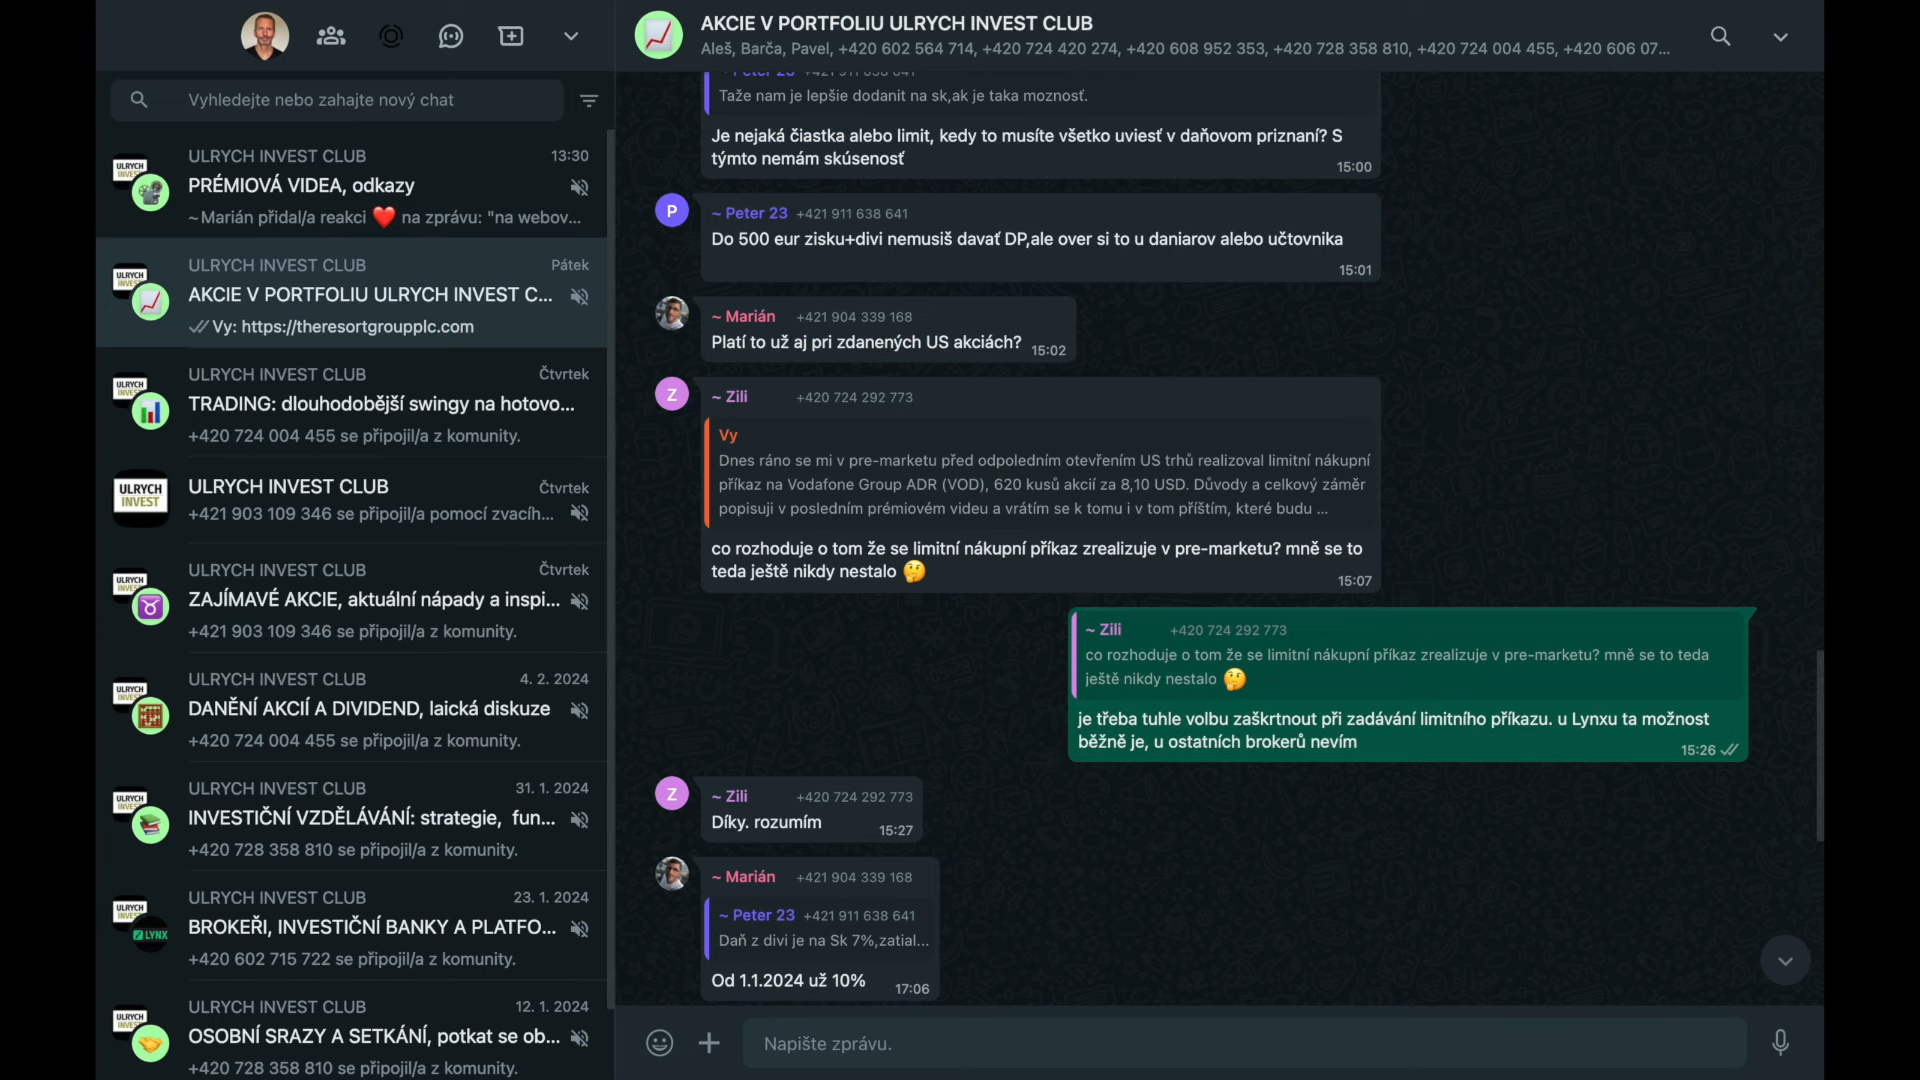 Vyhledejte nebo zahajte nový chat
ULRYCH INVEST CLUB
13:30
PRÉMIOVÁ VIDEA, odkazy
~ Marián přidal/a reakci ❤️ na zprávu: "na webov...
ULRYCH INVEST CLUB
Pátek
AKCIE V PORTFOLIU ULRYCH INVEST C...
Vy: https://theresortgroupplc.com
ULRYCH INVEST CLUB
Čtvrtek
TRADING: dlouhodobější swingy na hotovo...
+420 724 004 455 se připojil/a z komunity.
ULRYCH INVEST
ULRYCH INVEST CLUB
Čtvrtek
+421 903 109 346 se připojil/a pomocí zvacíh...
ULRYCH INVEST CLUB
Čtvrtek
ZAJÍMAVÉ AKCIE, aktuální nápady a inspi...
+421 903 109 346 se připojil/a z komunity.
ULRYCH INVEST CLUB
4. 2. 2024
DANĚNÍ AKCIÍ A DIVIDEND, laická diskuze
+420 724 004 455 se připojil/a z komunity.
ULRYCH INVEST CLUB
31. 1. 2024
INVESTIČNÍ VZDĚLÁVÁNÍ: strategie, fun...
+420 728 358 810 se připojil/a z komunity.
ULRYCH INVEST CLUB
23. 1. 2024
LYNX
BROKEŘI, INVESTIČNÍ BANKY A PLATFO...
+420 602 715 722 se připojil/a z komunity.
ULRYCH INVEST CLUB
12. 1. 2024
OSOBNÍ SRAZY A SETKÁNÍ, potkat se ob...
+420 728 358 810 se připojil/a z komunity.
AKCIE V PORTFOLIU ULRYCH INVEST CLUB
Aleš, Barča, Pavel, +420 602 564 714, +420 724 420 274, +420 608 952 353, +420 728 358 810, +420 724 004 455, +420 606 07...
~ Peter 23 +421 911 638 641
Taže nam je lepšie dodanit na sk,ak je taka moznosť.
Je nejaká čiastka alebo limit, kedy to musíte všetko uviesť v daňovom priznaní? S
týmto nemám skúsenosť
15:00
P
~ Peter 23 +421 911 638 641
Do 500 eur zisku+divi nemusiš davať DP,ale over si to u daniarov alebo učtovnika
15:01
~ Marián +421 904 339 168
Platí to už aj pri zdanených US akciách?
15:02
Z
~ Zili +420 724 292 773
Vy
Dnes ráno se mi v pre-marketu před odpoledním otevřením US trhů realizoval limitní nákupní
příkaz na Vodafone Group ADR (VOD), 620 kusů akcií za 8,10 USD. Důvody a celkový záměr
popisuji v posledním prémiovém videu a vrátím se k tomu i v tom příštím, které budu ...
co rozhoduje o tom že se limitní nákupní příkaz zrealizuje v pre-marketu? mně se to
teda ještě nikdy nestalo 🤔
15:07
~ Zili +420 724 292 773
co rozhoduje o tom že se limitní nákupní příkaz zrealizuje v pre-marketu? mně se to teda
ještě nikdy nestalo 🤔
je třeba tuhle volbu zaškrtnout při zadávání limitního příkazu. u Lynxu ta možnost
běžně je, u ostatních brokerů nevím
15:26
Z
~ Zili +420 724 292 773
Díky. rozumím
15:27
~ Marián +421 904 339 168
~ Peter 23 +421 911 638 641
Daň z divi je na Sk 7%,zatial...
Od 1.1.2024 už 10%
17:06
Napište zprávu.